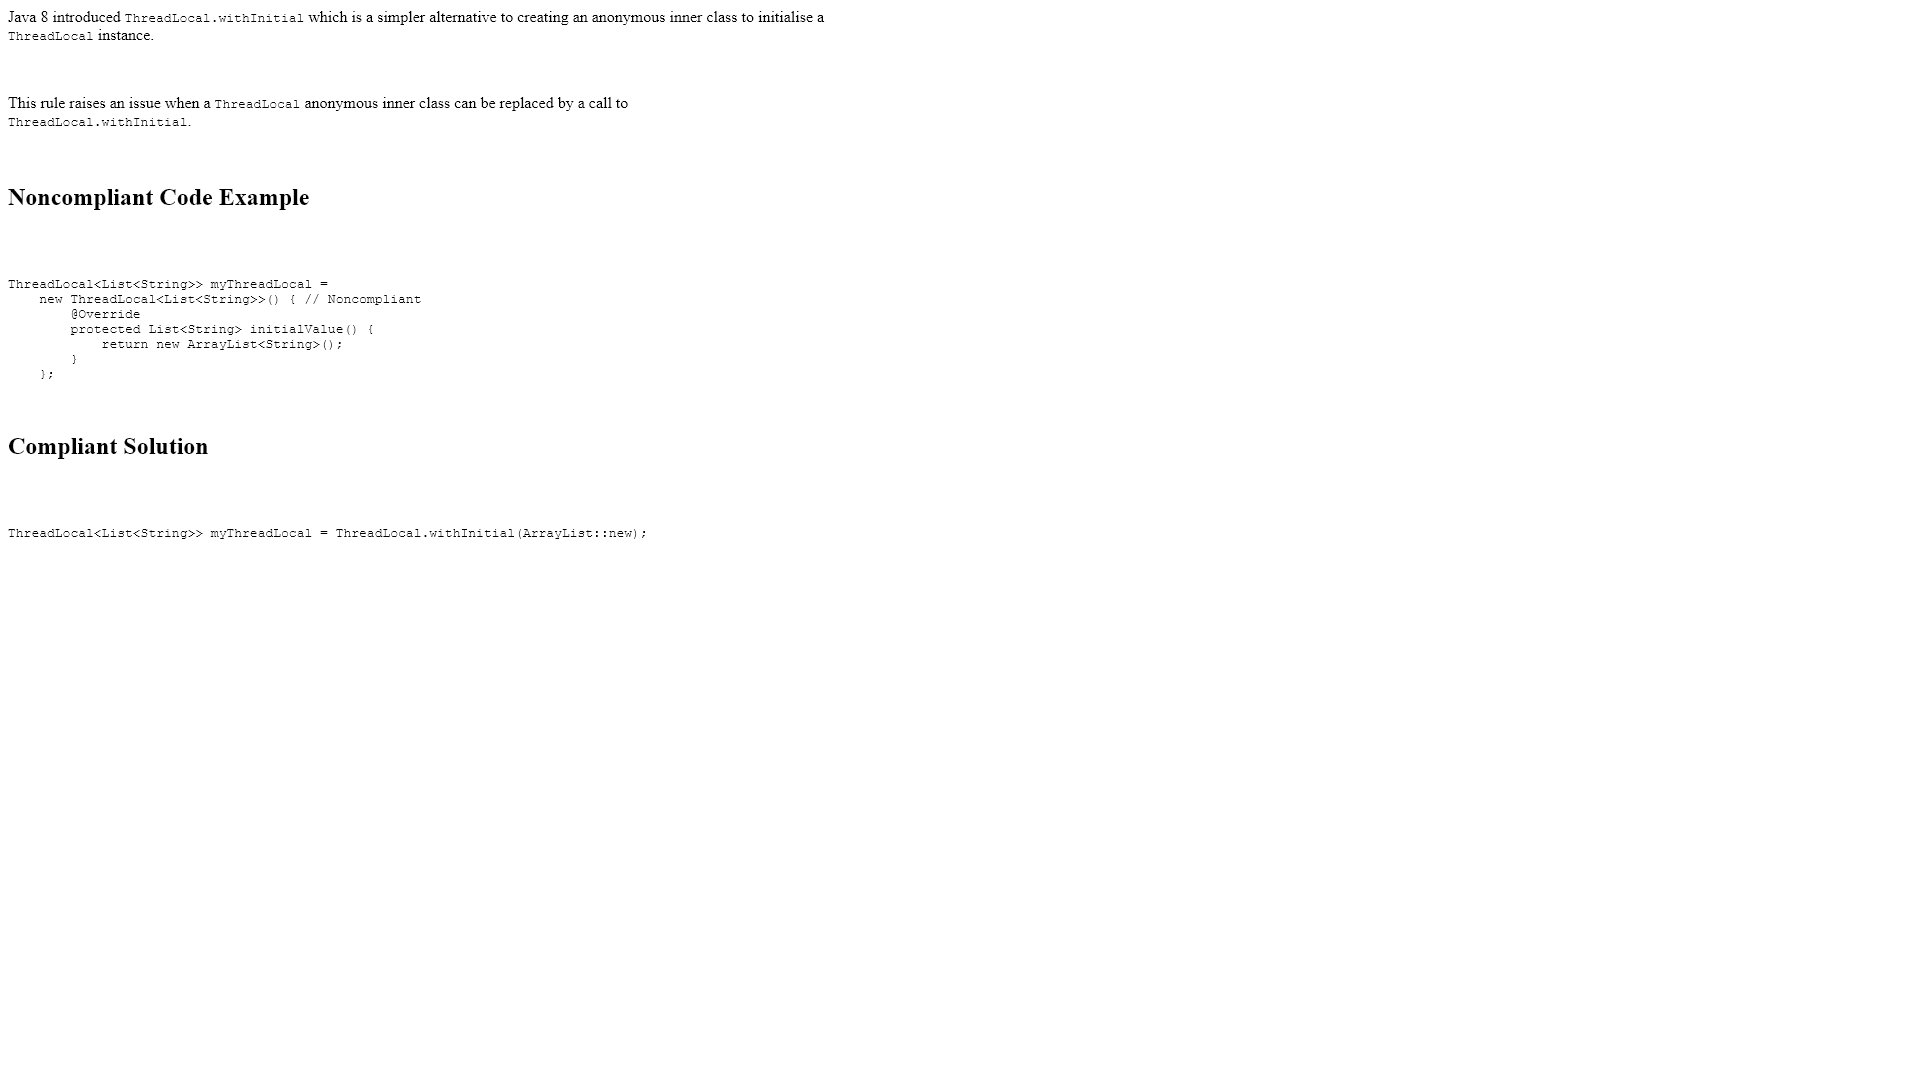 Java 8 introduced ThreadLocal.withInitial which is a simpler alternative to creating an anonymous inner class to initialise a
ThreadLocal instance.
This rule raises an issue when a ThreadLocal anonymous inner class can be replaced by a call to
ThreadLocal.withInitial.
Noncompliant Code Example
ThreadLocal<List<String>> myThreadLocal =
    new ThreadLocal<List<String>>() { // Noncompliant
        @Override
        protected List<String> initialValue() {
            return new ArrayList<String>();
        }
    };
Compliant Solution
ThreadLocal<List<String>> myThreadLocal = ThreadLocal.withInitial(ArrayList::new);